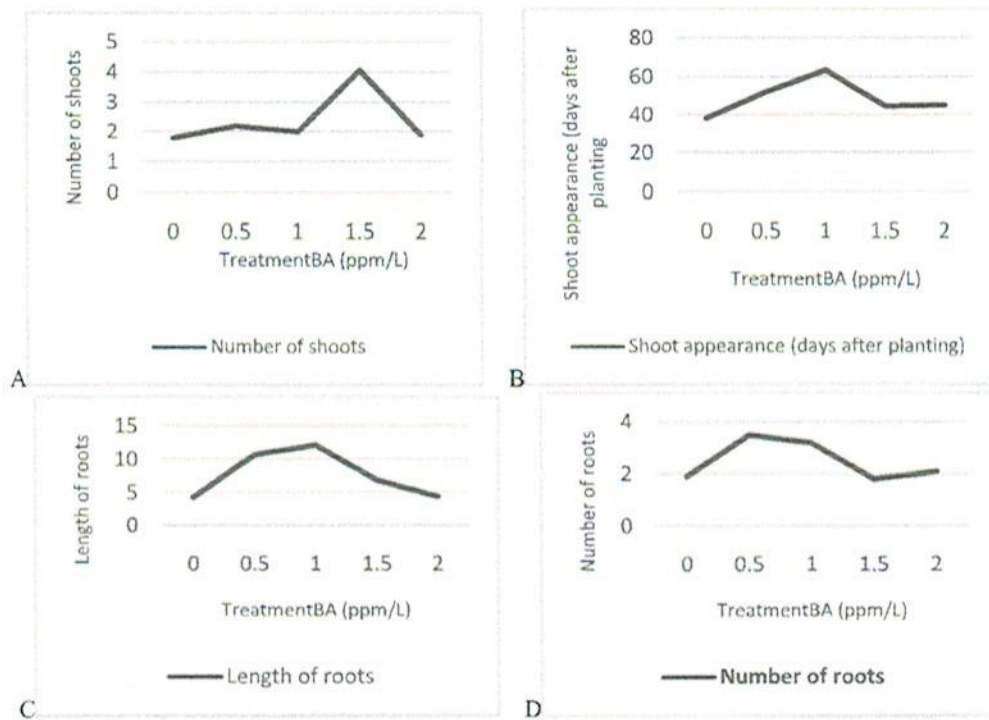 Number of shoots
5
4
3
2
1
0
0 0.5 1 1.5 2
TreatmentBA (ppm/L)
Number of shoots
A
Shoot appearance (days after
planting
80
60
40
20
0
0 0.5 1 1.5 2
TreatmentBA (ppm/L)
Shoot appearance (days after planting)
B
Length of roots
15
10
5
0
0 0.5 1 1.5 2
TreatmentBA (ppm/L)
Length of roots
C
Number of roots
4
2
0
0 0.5 1 1.5 2
TreatmentBA (ppm/L)
Number of roots
D